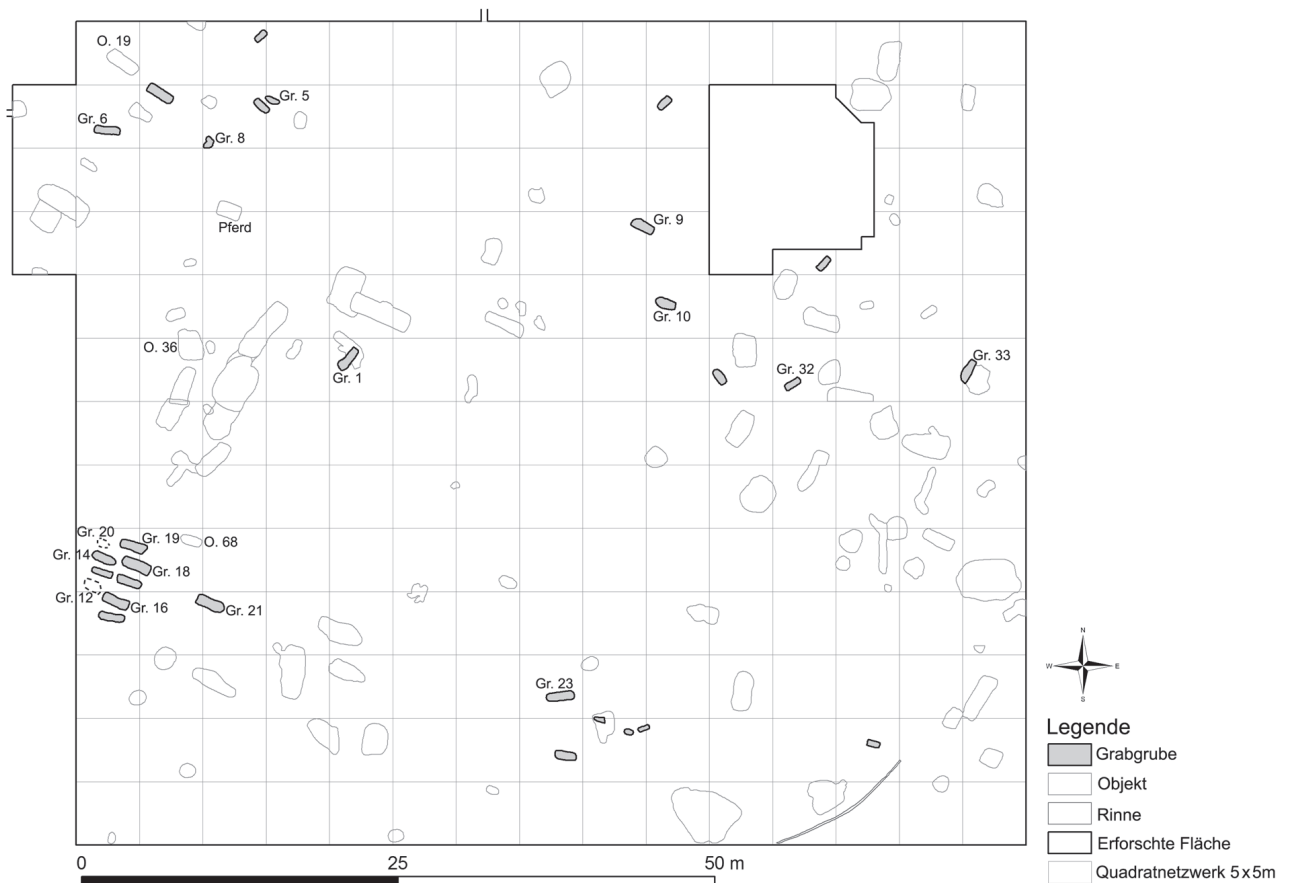 O. 19
Gr. 5
Gr. 6
Gr. 8
Pferd
Gr. 9
Gr. 10
O. 36
Gr. 1
Gr. 33
Gr. 32
Gr. 20
Gr. 19
O. 68
Gr. 14
Gr. 18
Gr. 12
Gr. 16
Gr. 21
Gr. 23
N
W
E
S
Legende
Grabgrube
Objekt
Rinne
Erforschte Fläche
Quadratnetzwerk 5x5m
0
25
50 m